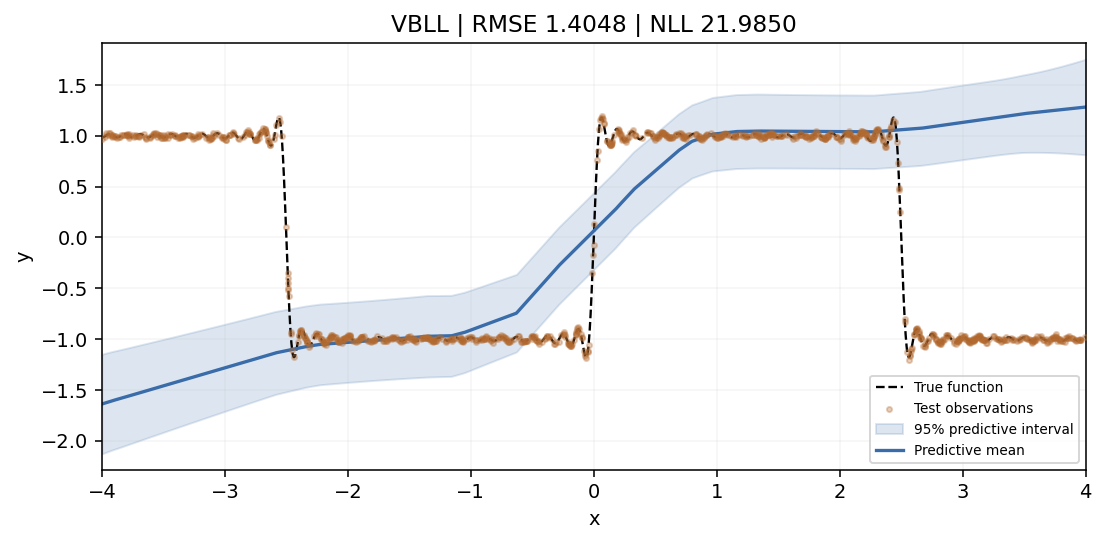 VBLL | RMSE 1.4048 | NLL 21.9850
y
1.5
1.0
0.5
0.0
−0.5
−1.0
−1.5
−2.0
True function
Test observations
95% predictive interval
Predictive mean
−4 −3 −2 −1 0 1 2 3 4
x